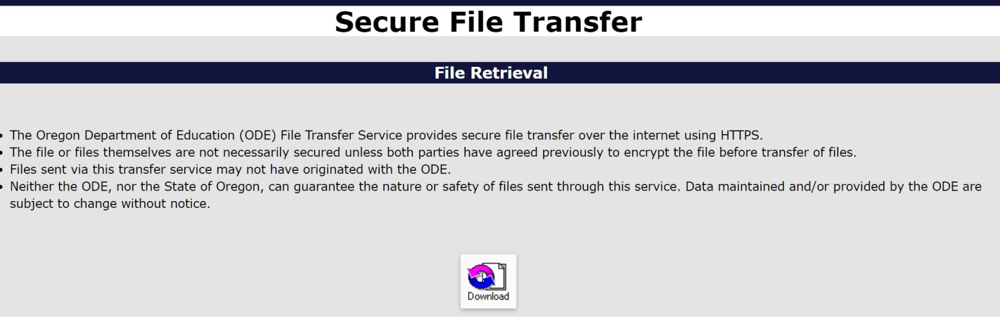 Secure File Transfer
File Retrieval
• The Oregon Department of Education (ODE) File Transfer Service provides secure file transfer over the internet using HTTPS.
• The file or files themselves are not necessarily secured unless both parties have agreed previously to encrypt the file before transfer of files.
• Files sent via this transfer service may not have originated with the ODE.
• Neither the ODE, nor the State of Oregon, can guarantee the nature or safety of files sent through this service. Data maintained and/or provided by the ODE are
subject to change without notice.
Download